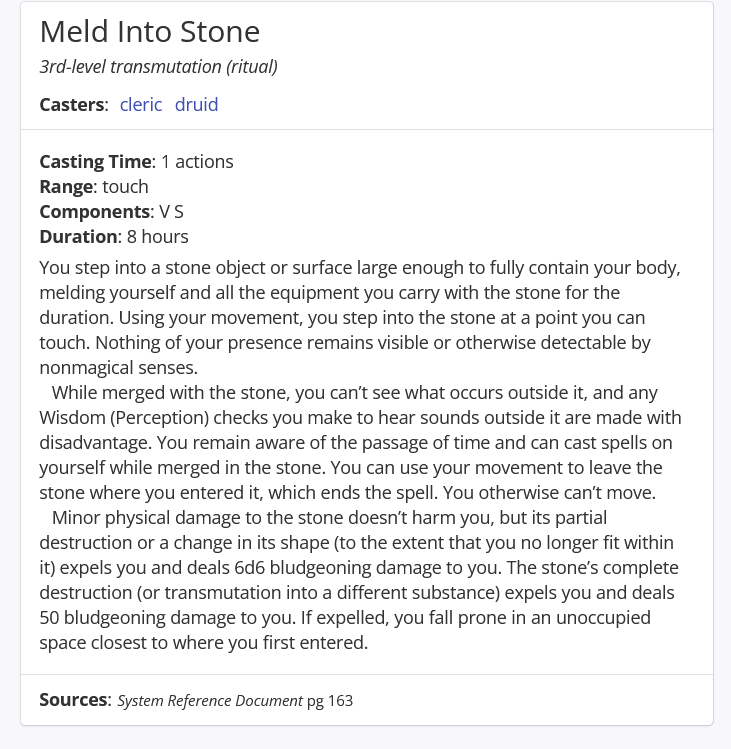 Meld Into Stone
3rd-level transmutation (ritual)
Casters: cleric druid
Casting Time: 1 actions
Range: touch
Components: V S
Duration: 8 hours
You step into a stone object or surface large enough to fully contain your body,
melding yourself and all the equipment you carry with the stone for the
duration. Using your movement, you step into the stone at a point you can
touch. Nothing of your presence remains visible or otherwise detectable by
nonmagical senses.
While merged with the stone, you can’t see what occurs outside it, and any
Wisdom (Perception) checks you make to hear sounds outside it are made with
disadvantage. You remain aware of the passage of time and can cast spells on
yourself while merged in the stone. You can use your movement to leave the
stone where you entered it, which ends the spell. You otherwise can’t move.
Minor physical damage to the stone doesn’t harm you, but its partial
destruction or a change in its shape (to the extent that you no longer fit within
it) expels you and deals 6d6 bludgeoning damage to you. The stone’s complete
destruction (or transmutation into a different substance) expels you and deals
50 bludgeoning damage to you. If expelled, you fall prone in an unoccupied
space closest to where you first entered.
Sources: System Reference Document pg 163